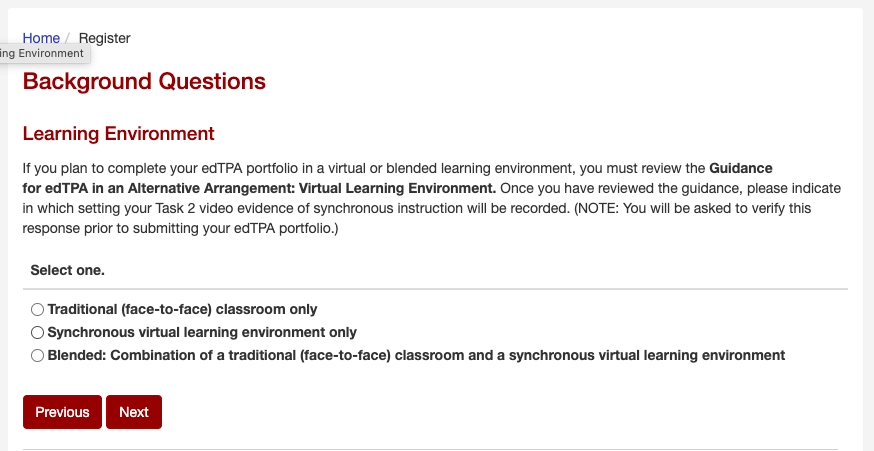 Home / Register
ing Environment
Background Questions
Learning Environment
If you plan to complete your edTPA portfolio in a virtual or blended learning environment, you must review the Guidance
for edTPA in an Alternative Arrangement: Virtual Learning Environment. Once you have reviewed the guidance, please indicate
in which setting your Task 2 video evidence of synchronous instruction will be recorded. (NOTE: You will be asked to verify this
response prior to submitting your edTPA portfolio.)
Select one.
Traditional (face-to-face) classroom only
Synchronous virtual learning environment only
Blended: Combination of a traditional (face-to-face) classroom and a synchronous virtual learning environment
Previous Next